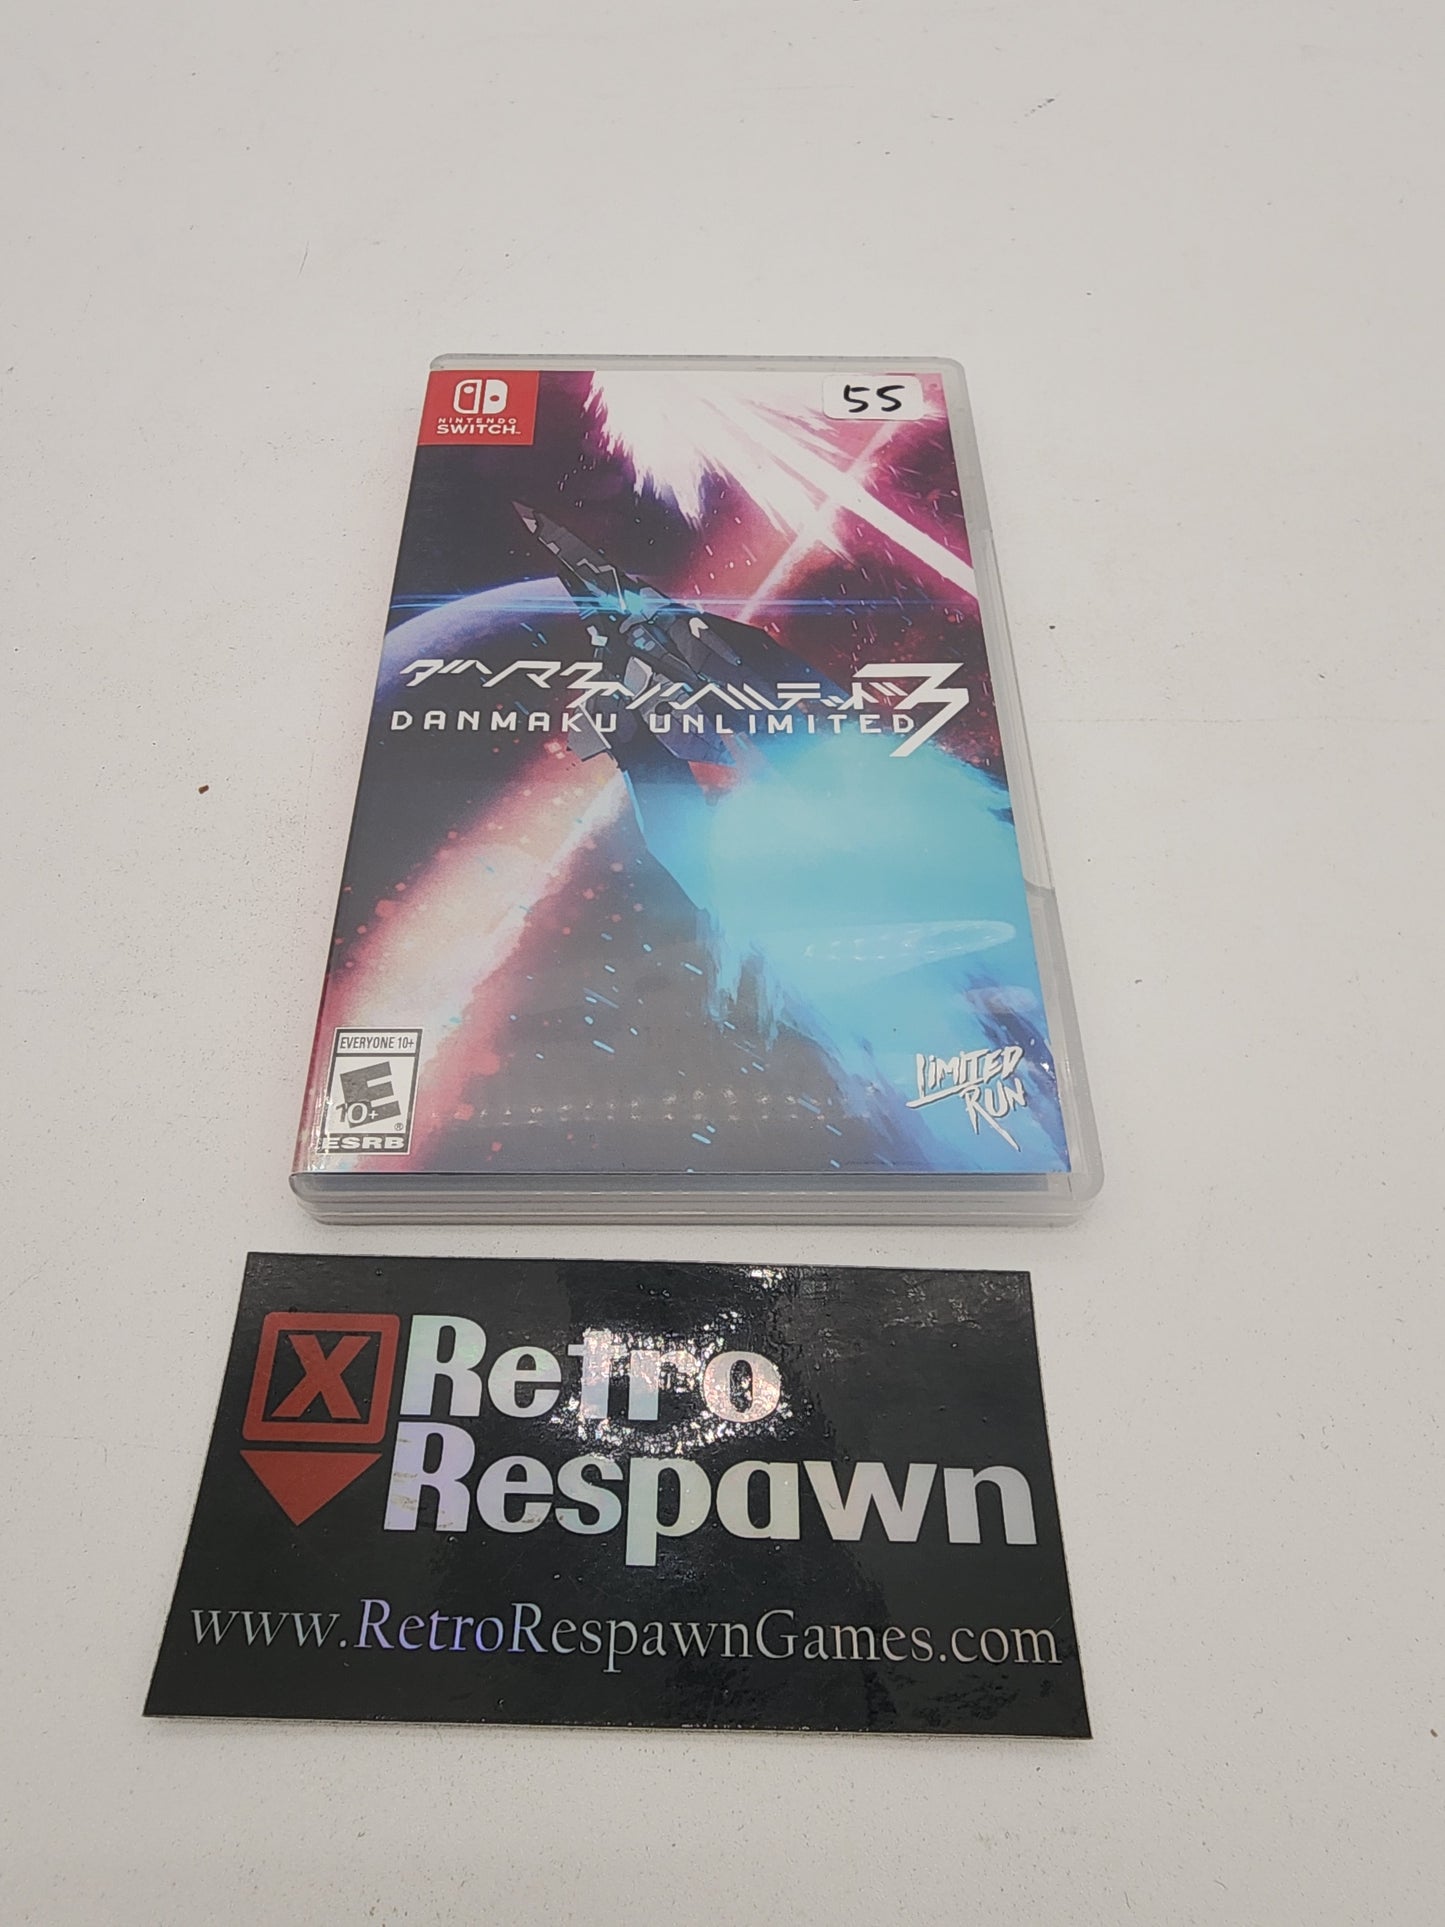 NINTENDO
SWITCH™
55
ダンマクアンリミテッド3
DANMAKU UNLIMITED
EVERYONE 10+
E
10+
®
ESRB
LIMITED
RUN
X
Retro
Respawn
www.RetroRespawnGames.com